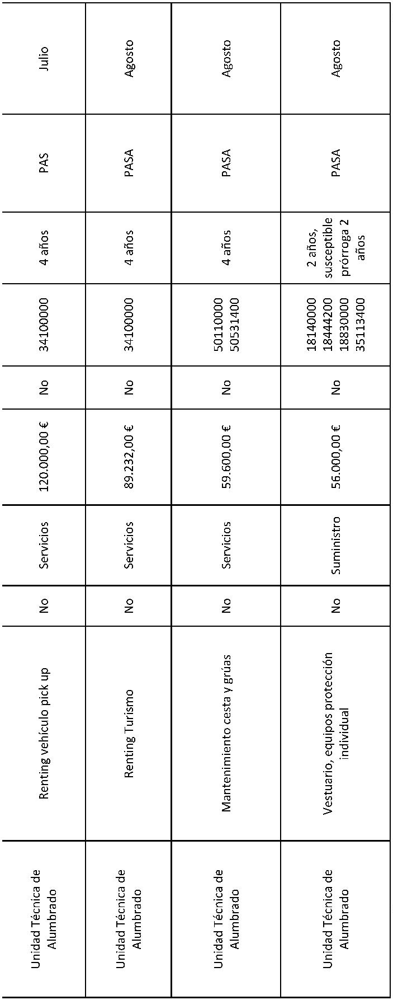 Unidad Técnica de
Alumbrado
Renting vehículo pick up
No
Servicios
120.000,00 €
No
34100000
4 años
PAS
Julio
Unidad Técnica de
Alumbrado
Renting Turismo
No
Servicios
89.232,00 €
No
34100000
4 años
PASA
Agosto
Unidad Técnica de
Alumbrado
Mantenimiento cesta y grúas
No
Servicios
59.600,00 €
No
50110000
50531400
4 años
PASA
Agosto
Unidad Técnica de
Alumbrado
Vestuario, equipos protección
individual
No
Suministro
56.000,00 €
No
18140000
18444200
18830000
35113400
2 años,
susceptible
prórroga 2
años
PASA
Agosto